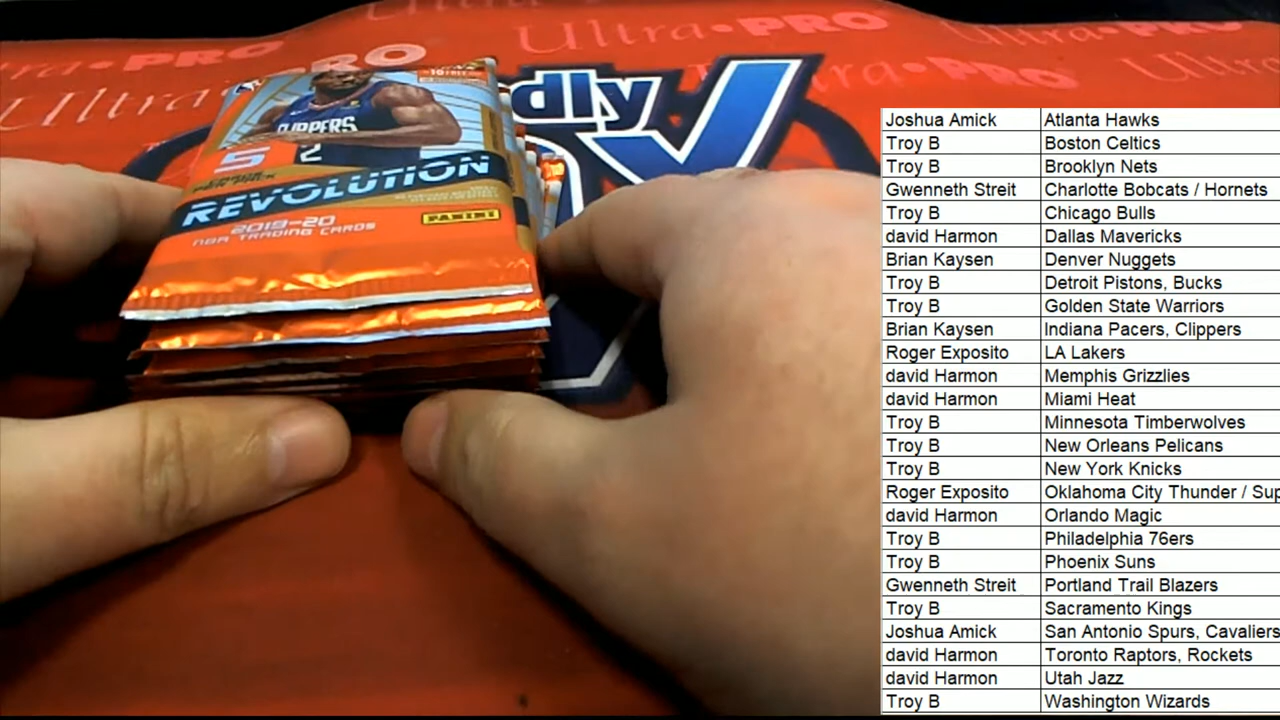 Ultra•PRO
PRO
Ultra•PRO
Ultra
dly
CLIPPERS
2
REVOLUTION
PANINI
2019-20
NBA TRADING CARDS
Joshua Amick Atlanta Hawks
Troy B Boston Celtics
Troy B Brooklyn Nets
Gwenneth Streit Charlotte Bobcats / Hornets
Troy B Chicago Bulls
david Harmon Dallas Mavericks
Brian Kaysen Denver Nuggets
Troy B Detroit Pistons, Bucks
Troy B Golden State Warriors
Brian Kaysen Indiana Pacers, Clippers
Roger Exposito LA Lakers
david Harmon Memphis Grizzlies
david Harmon Miami Heat
Troy B Minnesota Timberwolves
Troy B New Orleans Pelicans
Troy B New York Knicks
Roger Exposito Oklahoma City Thunder / Sup
david Harmon Orlando Magic
Troy B Philadelphia 76ers
Troy B Phoenix Suns
Gwenneth Streit Portland Trail Blazers
Troy B Sacramento Kings
Joshua Amick San Antonio Spurs, Cavaliers
david Harmon Toronto Raptors, Rockets
david Harmon Utah Jazz
Troy B Washington Wizards